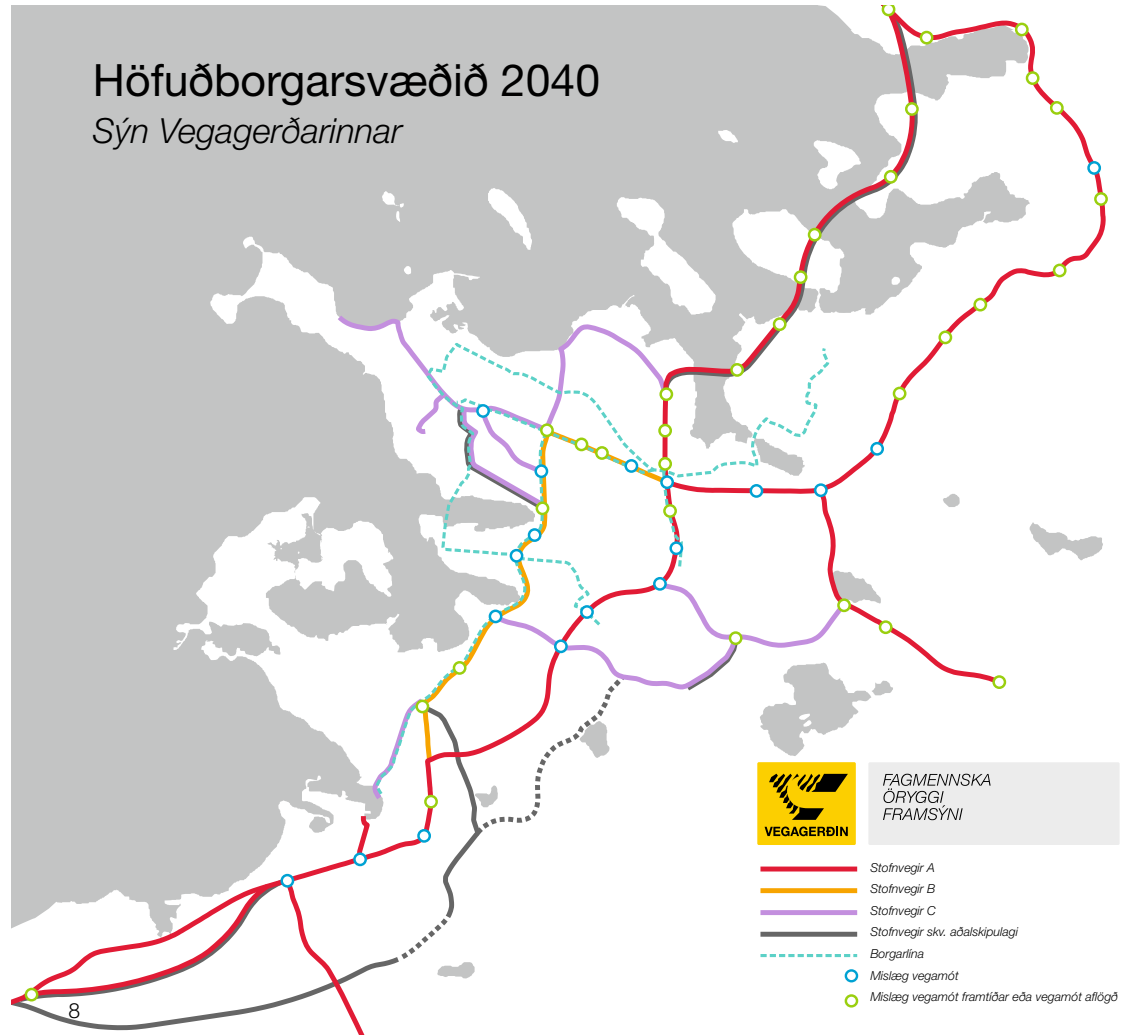 Höfuðborgarsvæðið 2040
Sýn Vegagerðarinnar
VEGAGERÐIN
FAGMENNSKA
ÖRYGGI
FRAMSÝNI
Stofnvegir A
Stofnvegir B
Stofnvegir C
Stofnvegir skv. aðalskipulagi
Borgarlína
Mislæg vegamót
Mislæg vegamót framtíðar eða vegamót aflögð
8